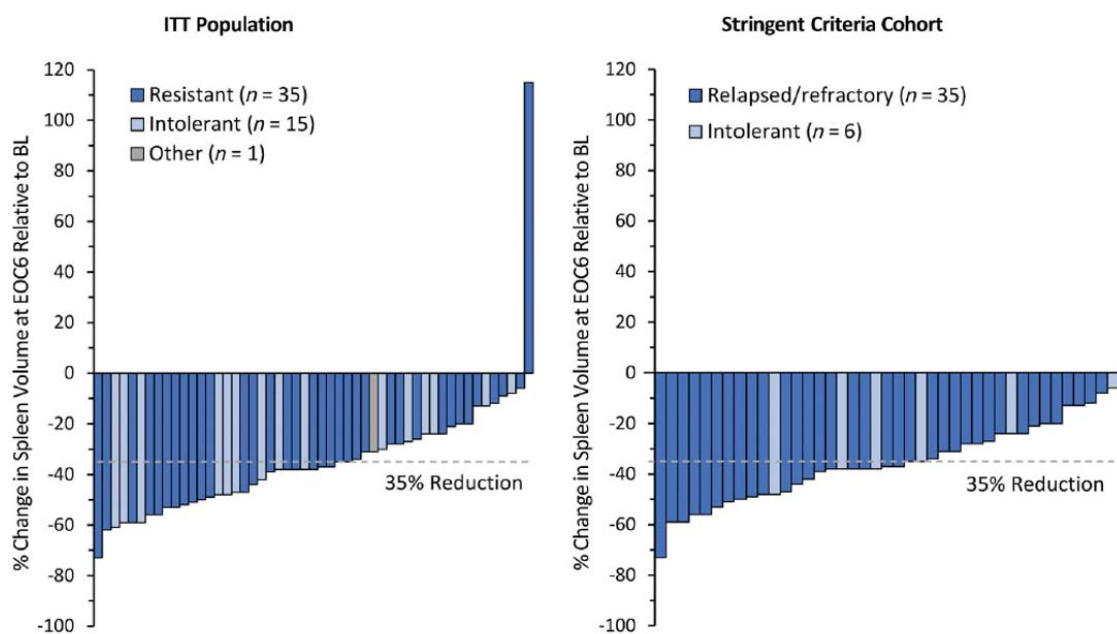 ITT Population
% Change in Spleen Volume at EOC6 Relative to BL
120
100
80
60
40
20
0
-20
-40
-60
-80
-100
Resistant (n = 35)
Intolerant (n = 15)
Other (n = 1)
35% Reduction
Stringent Criteria Cohort
% Change in Spleen Volume at EOC6 Relative to BL
120
100
80
60
40
20
0
-20
-40
-60
-80
-100
Relapsed/refractory (n = 35)
Intolerant (n = 6)
35% Reduction